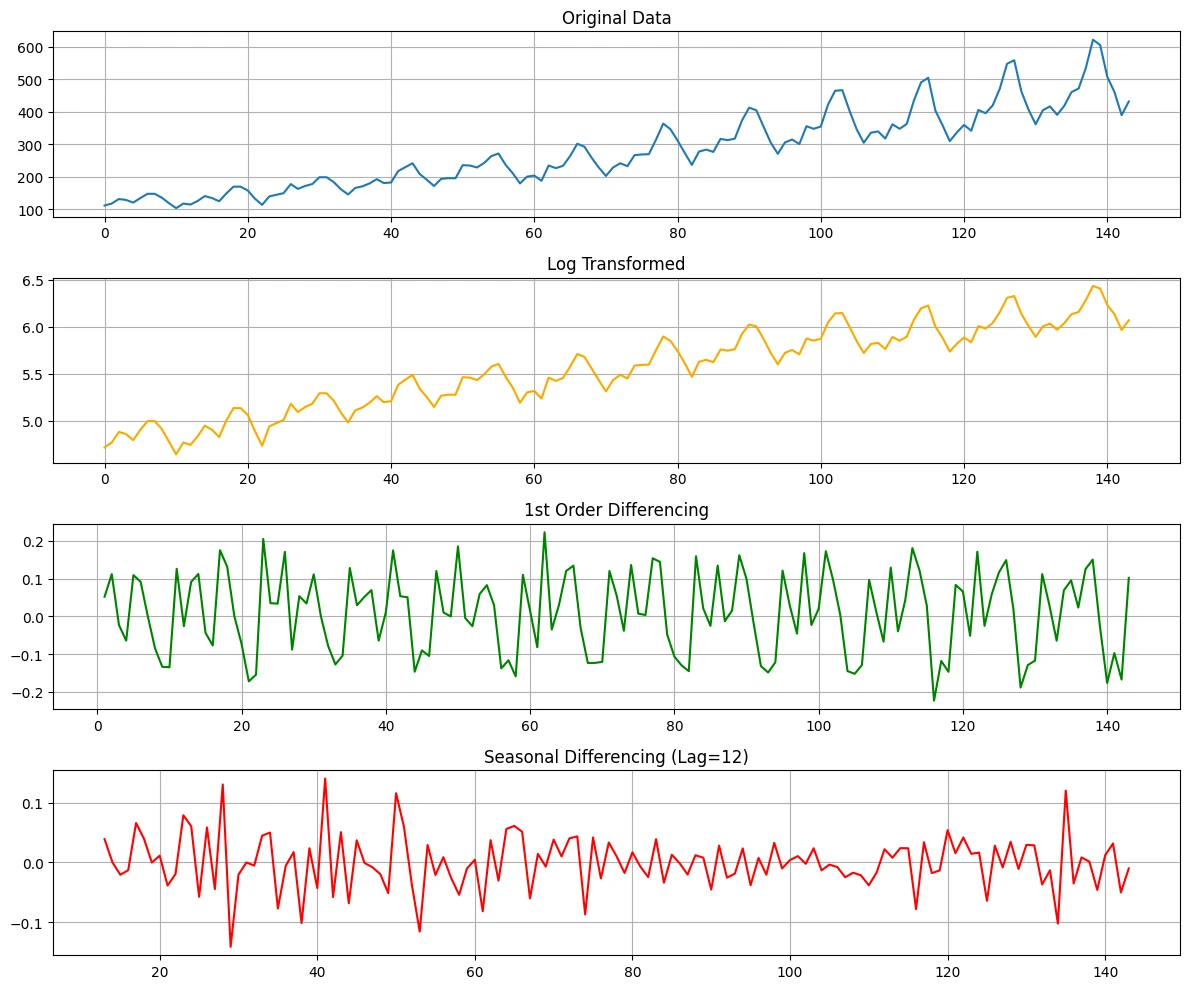 Original Data
600
500
400
300
200
100
0 20 40 60 80 100 120 140
Log Transformed
6.5
6.0
5.5
5.0
0 20 40 60 80 100 120 140
1st Order Differencing
0.2
0.1
0.0
−0.1
−0.2
0 20 40 60 80 100 120 140
Seasonal Differencing (Lag=12)
0.1
0.0
−0.1
20 40 60 80 100 120 140